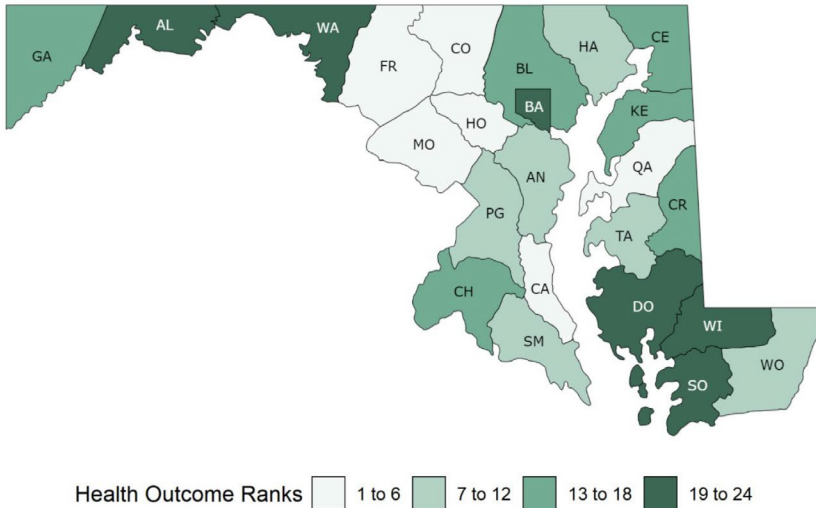 AL
WA
CO
HA
CE
GA
FR
BL
BA
KE
HO
MO
QA
AN
CR
PG
TA
CA
CH
DO
WI
SM
WO
SO
Health Outcome Ranks 1 to 6 7 to 12 13 to 18 19 to 24